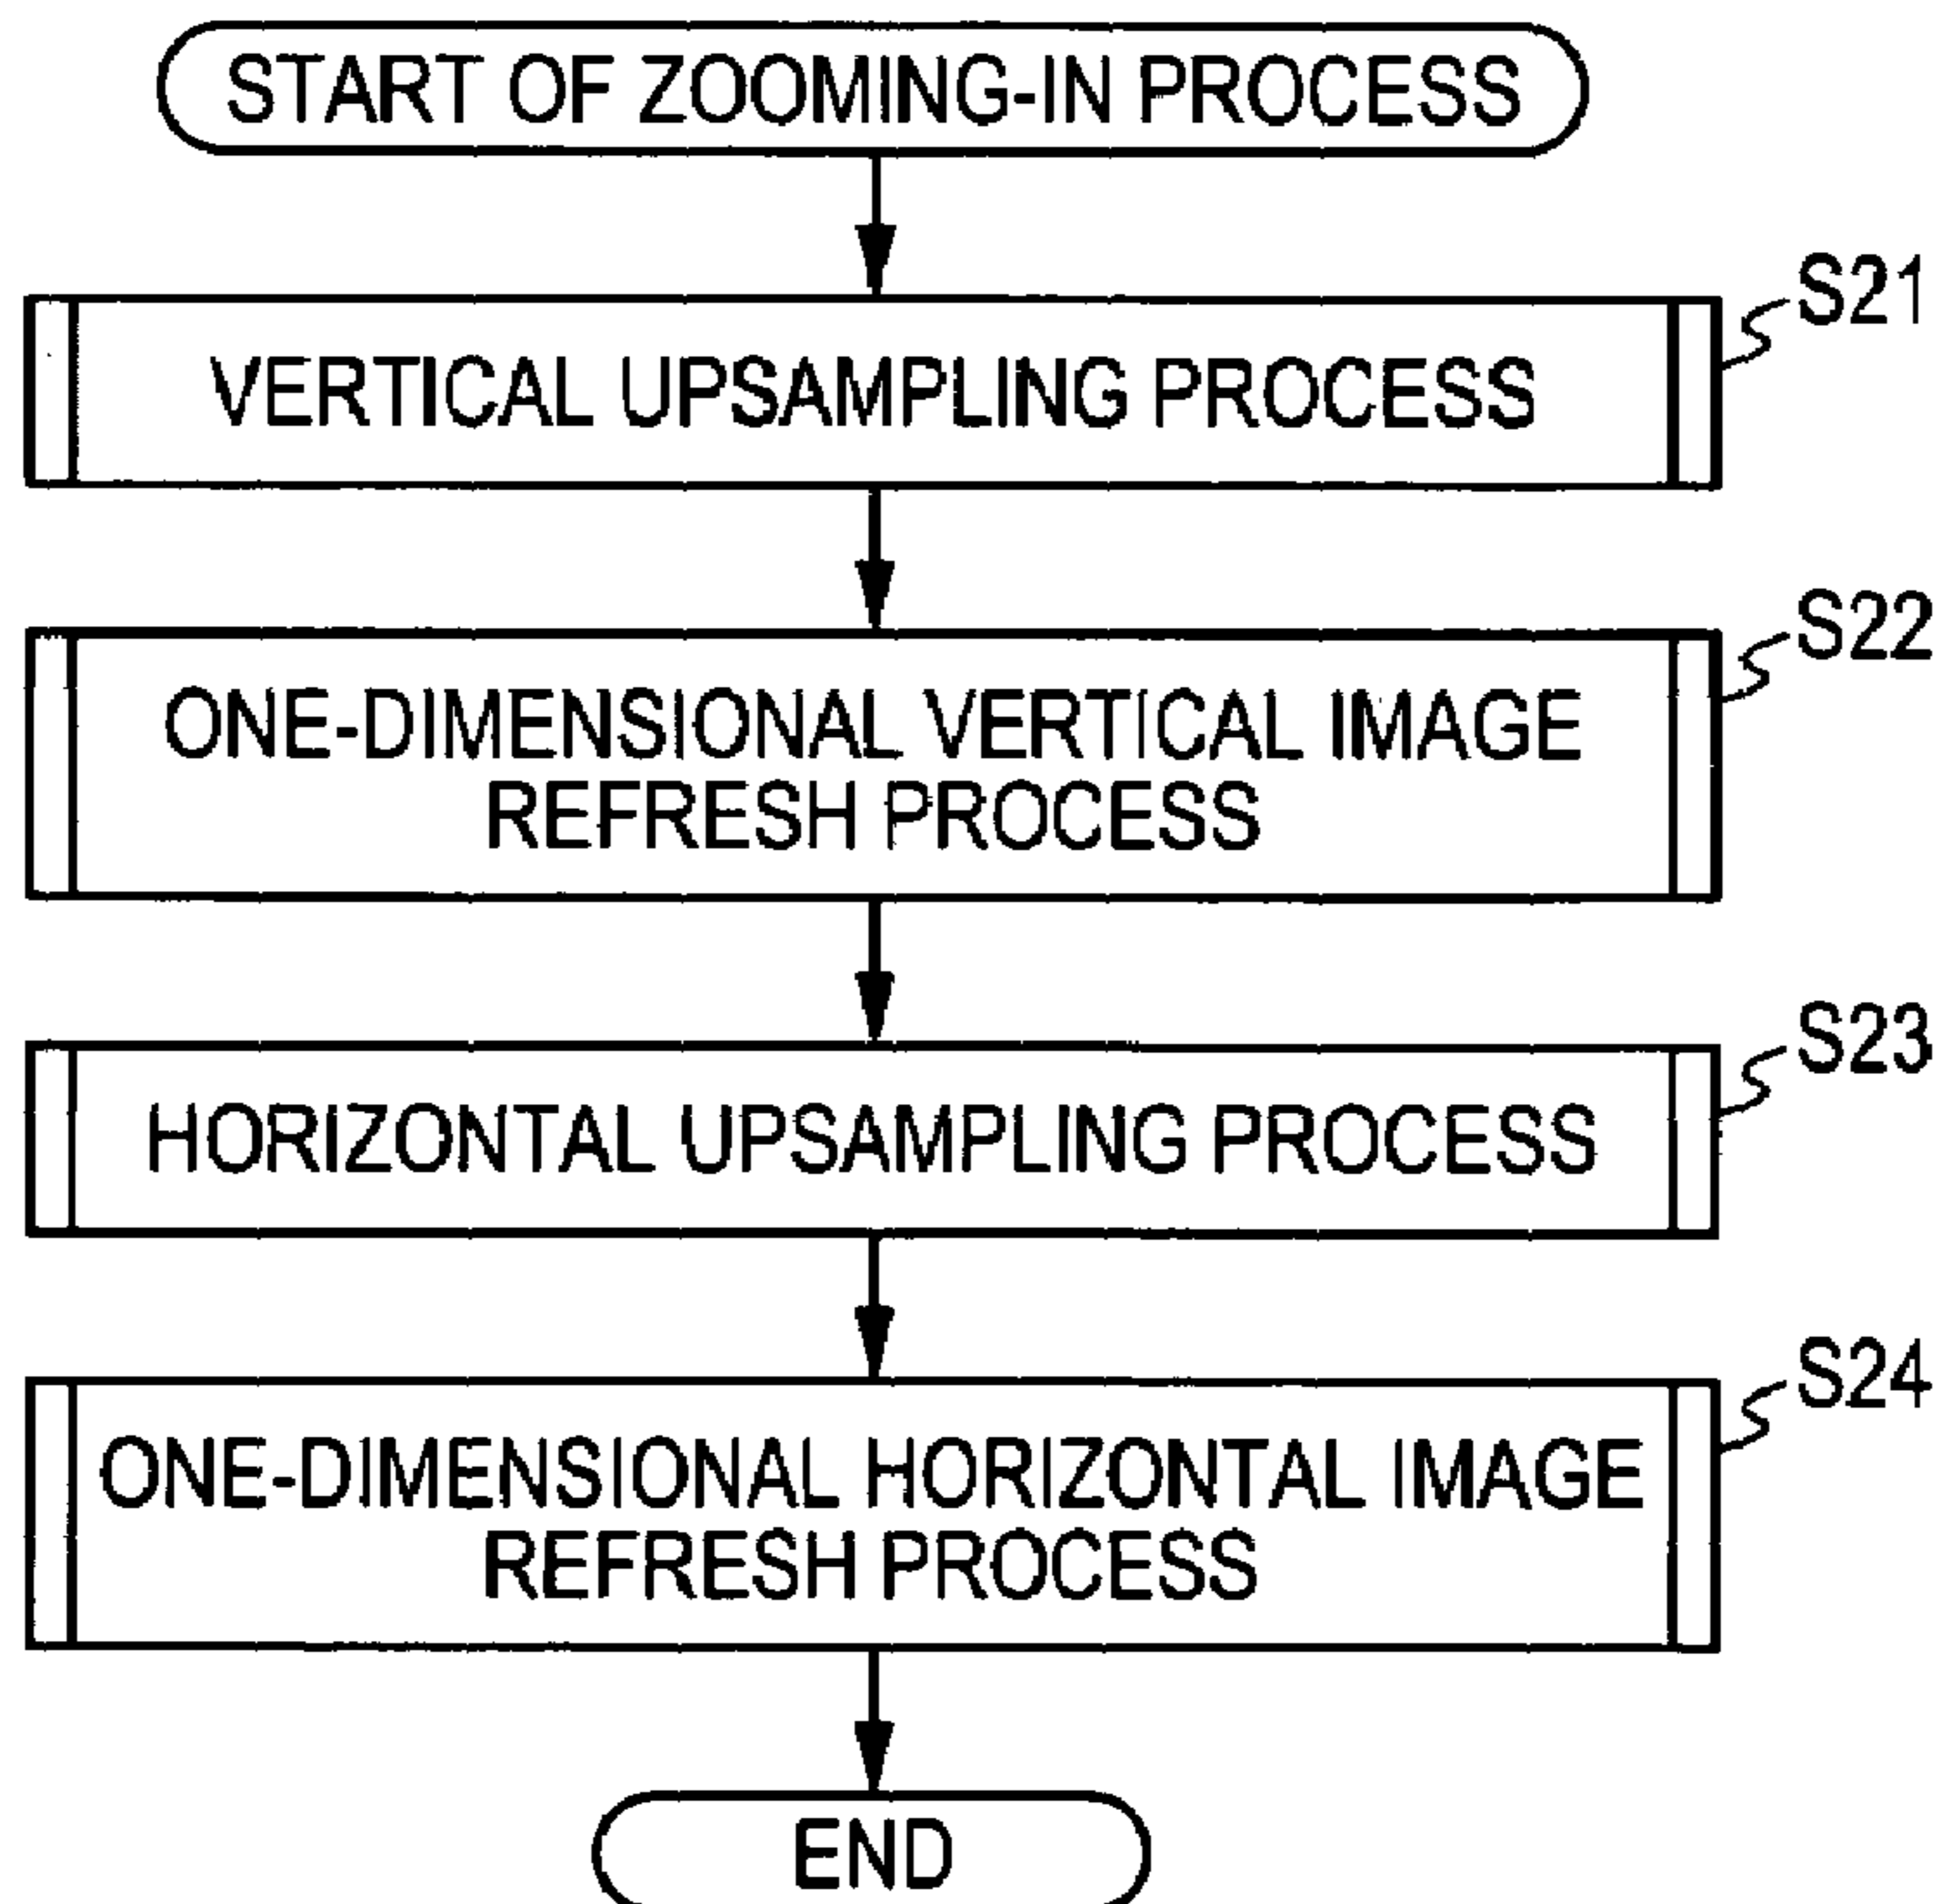 START OF ZOOMING-IN PROCESS
S21
VERTICAL UPSAMPLING PROCESS
S22
ONE-DIMENSIONAL VERTICAL IMAGE
REFRESH PROCESS
S23
HORIZONTAL UPSAMPLING PROCESS
S24
ONE-DIMENSIONAL HORIZONTAL IMAGE
REFRESH PROCESS
END